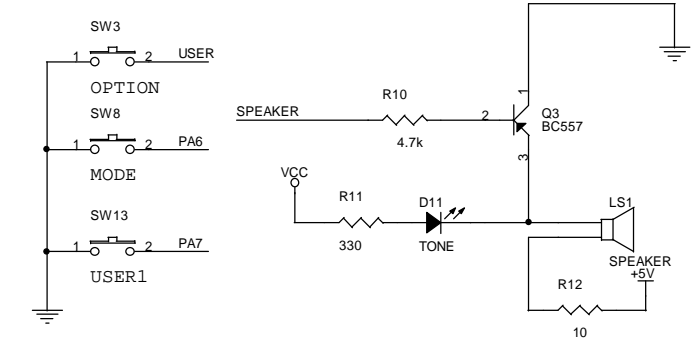 SW3
1 2 USER
OPTION
SW8
1 2 PA6
MODE
SW13
1 2 PA7
USER1
SPEAKER
R10
4.7k
1
2
3
Q3
BC557
VCC
R11
330
D11
TONE
LS1
SPEAKER
+5V
R12
10